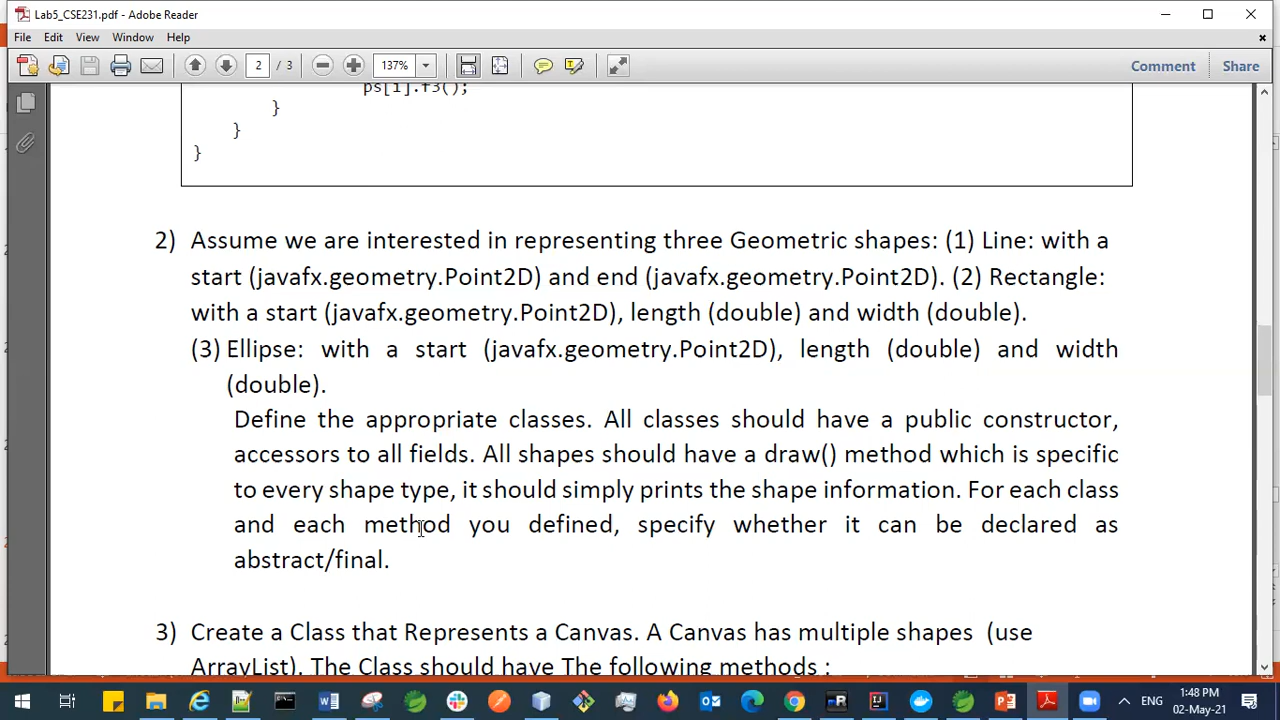 Lab5_CSE231.pdf - Adobe Reader
File Edit View Window Help
2 / 3 137% Comment Share
ps[i].f3();
}
}
}
2) Assume we are interested in representing three Geometric shapes: (1) Line: with a
start (javafx.geometry.Point2D) and end (javafx.geometry.Point2D). (2) Rectangle:
with a start (javafx.geometry.Point2D), length (double) and width (double).
(3) Ellipse: with a start (javafx.geometry.Point2D), length (double) and width
(double).
Define the appropriate classes. All classes should have a public constructor,
accessors to all fields. All shapes should have a draw() method which is specific
to every shape type, it should simply prints the shape information. For each class
and each method you defined, specify whether it can be declared as
abstract/final.
3) Create a Class that Represents a Canvas. A Canvas has multiple shapes (use
ArrayList). The Class should have The following methods :
ENG
1:48 PM
02-May-21